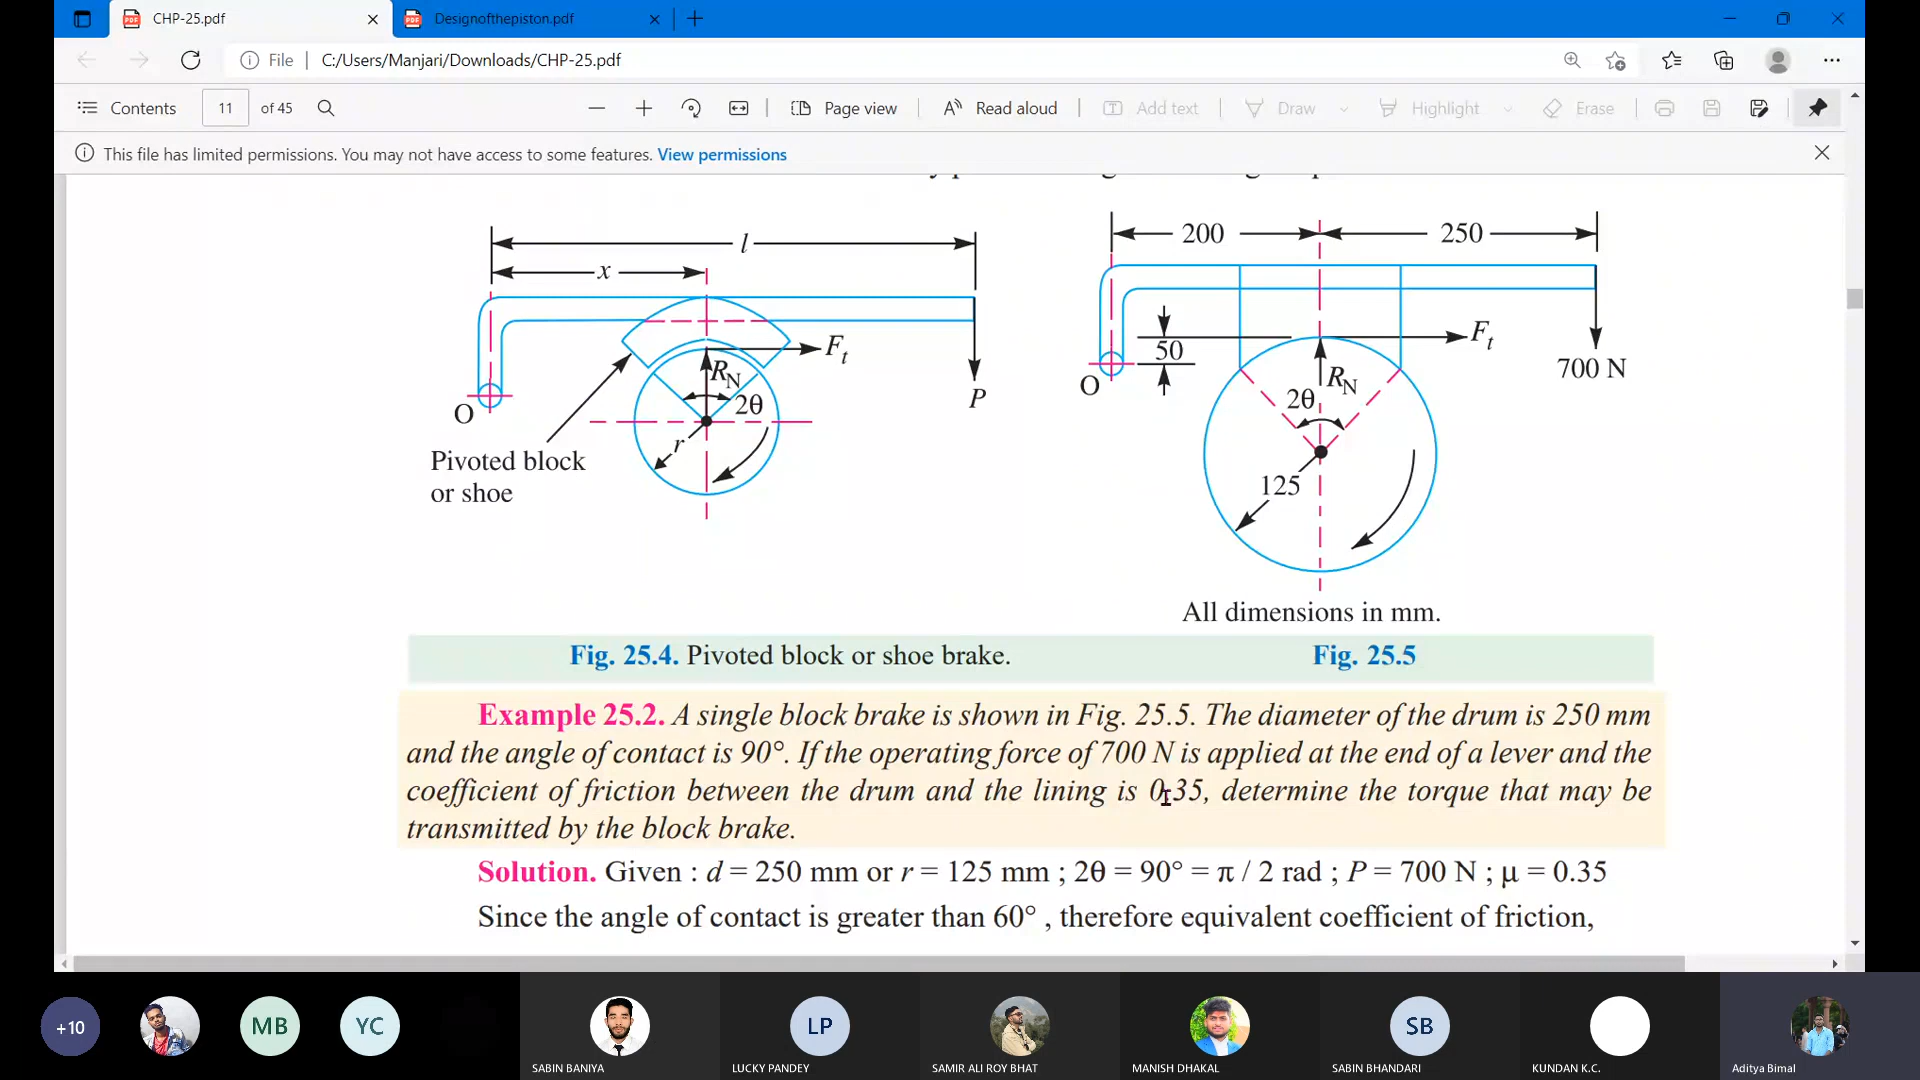 CHP-25.pdf
Designofthepiston.pdf
File
C:/Users/Manjari/Downloads/CHP-25.pdf
Contents
11
of 45
Page view
Read aloud
Add text
Draw
Highlight
Erase
This file has limited permissions. You may not have access to some features. View permissions
l
x
Ft
RN
2θ
P
O
r
Pivoted block
or shoe
200
250
Ft
50
700 N
O
RN
2θ
125
All dimensions in mm.
Fig. 25.4. Pivoted block or shoe brake.
Fig. 25.5
Example 25.2. A single block brake is shown in Fig. 25.5. The diameter of the drum is 250 mm
and the angle of contact is 90°. If the operating force of 700 N is applied at the end of a lever and the
coefficient of friction between the drum and the lining is 0.35, determine the torque that may be
transmitted by the block brake.
Solution. Given : d = 250 mm or r = 125 mm ; 2θ = 90° = π / 2 rad ; P = 700 N ; μ = 0.35
Since the angle of contact is greater than 60° , therefore equivalent coefficient of friction,
+10
MB
YC
LP
SB
SABIN BANIYA
LUCKY PANDEY
SAMIR ALI ROY BHAT
MANISH DHAKAL
SABIN BHANDARI
KUNDAN K.C.
Aditya Bimal